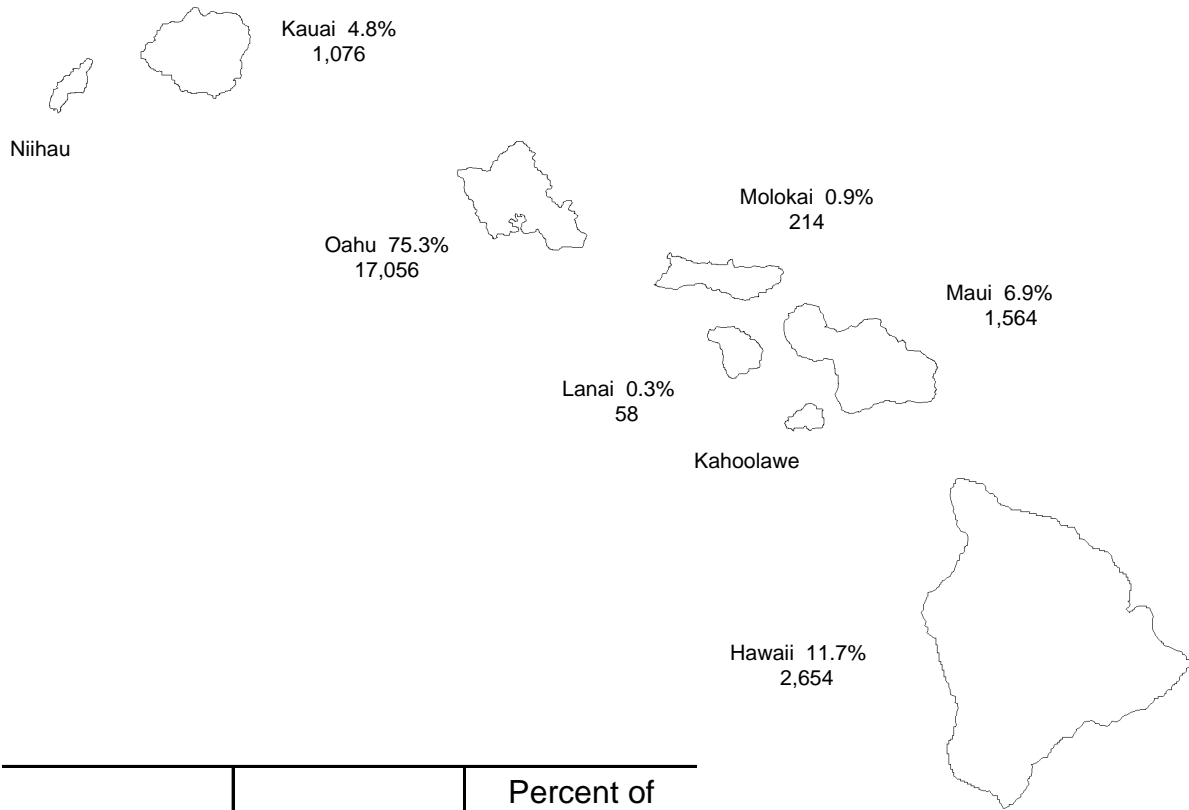 Kauai 4.8%
1,076
Niihau
Molokai 0.9%
214
Oahu 75.3%
17,056
Maui 6.9%
1,564
Lanai 0.3%
58
Kahoolawe
Hawaii 11.7%
2,654
Percent of